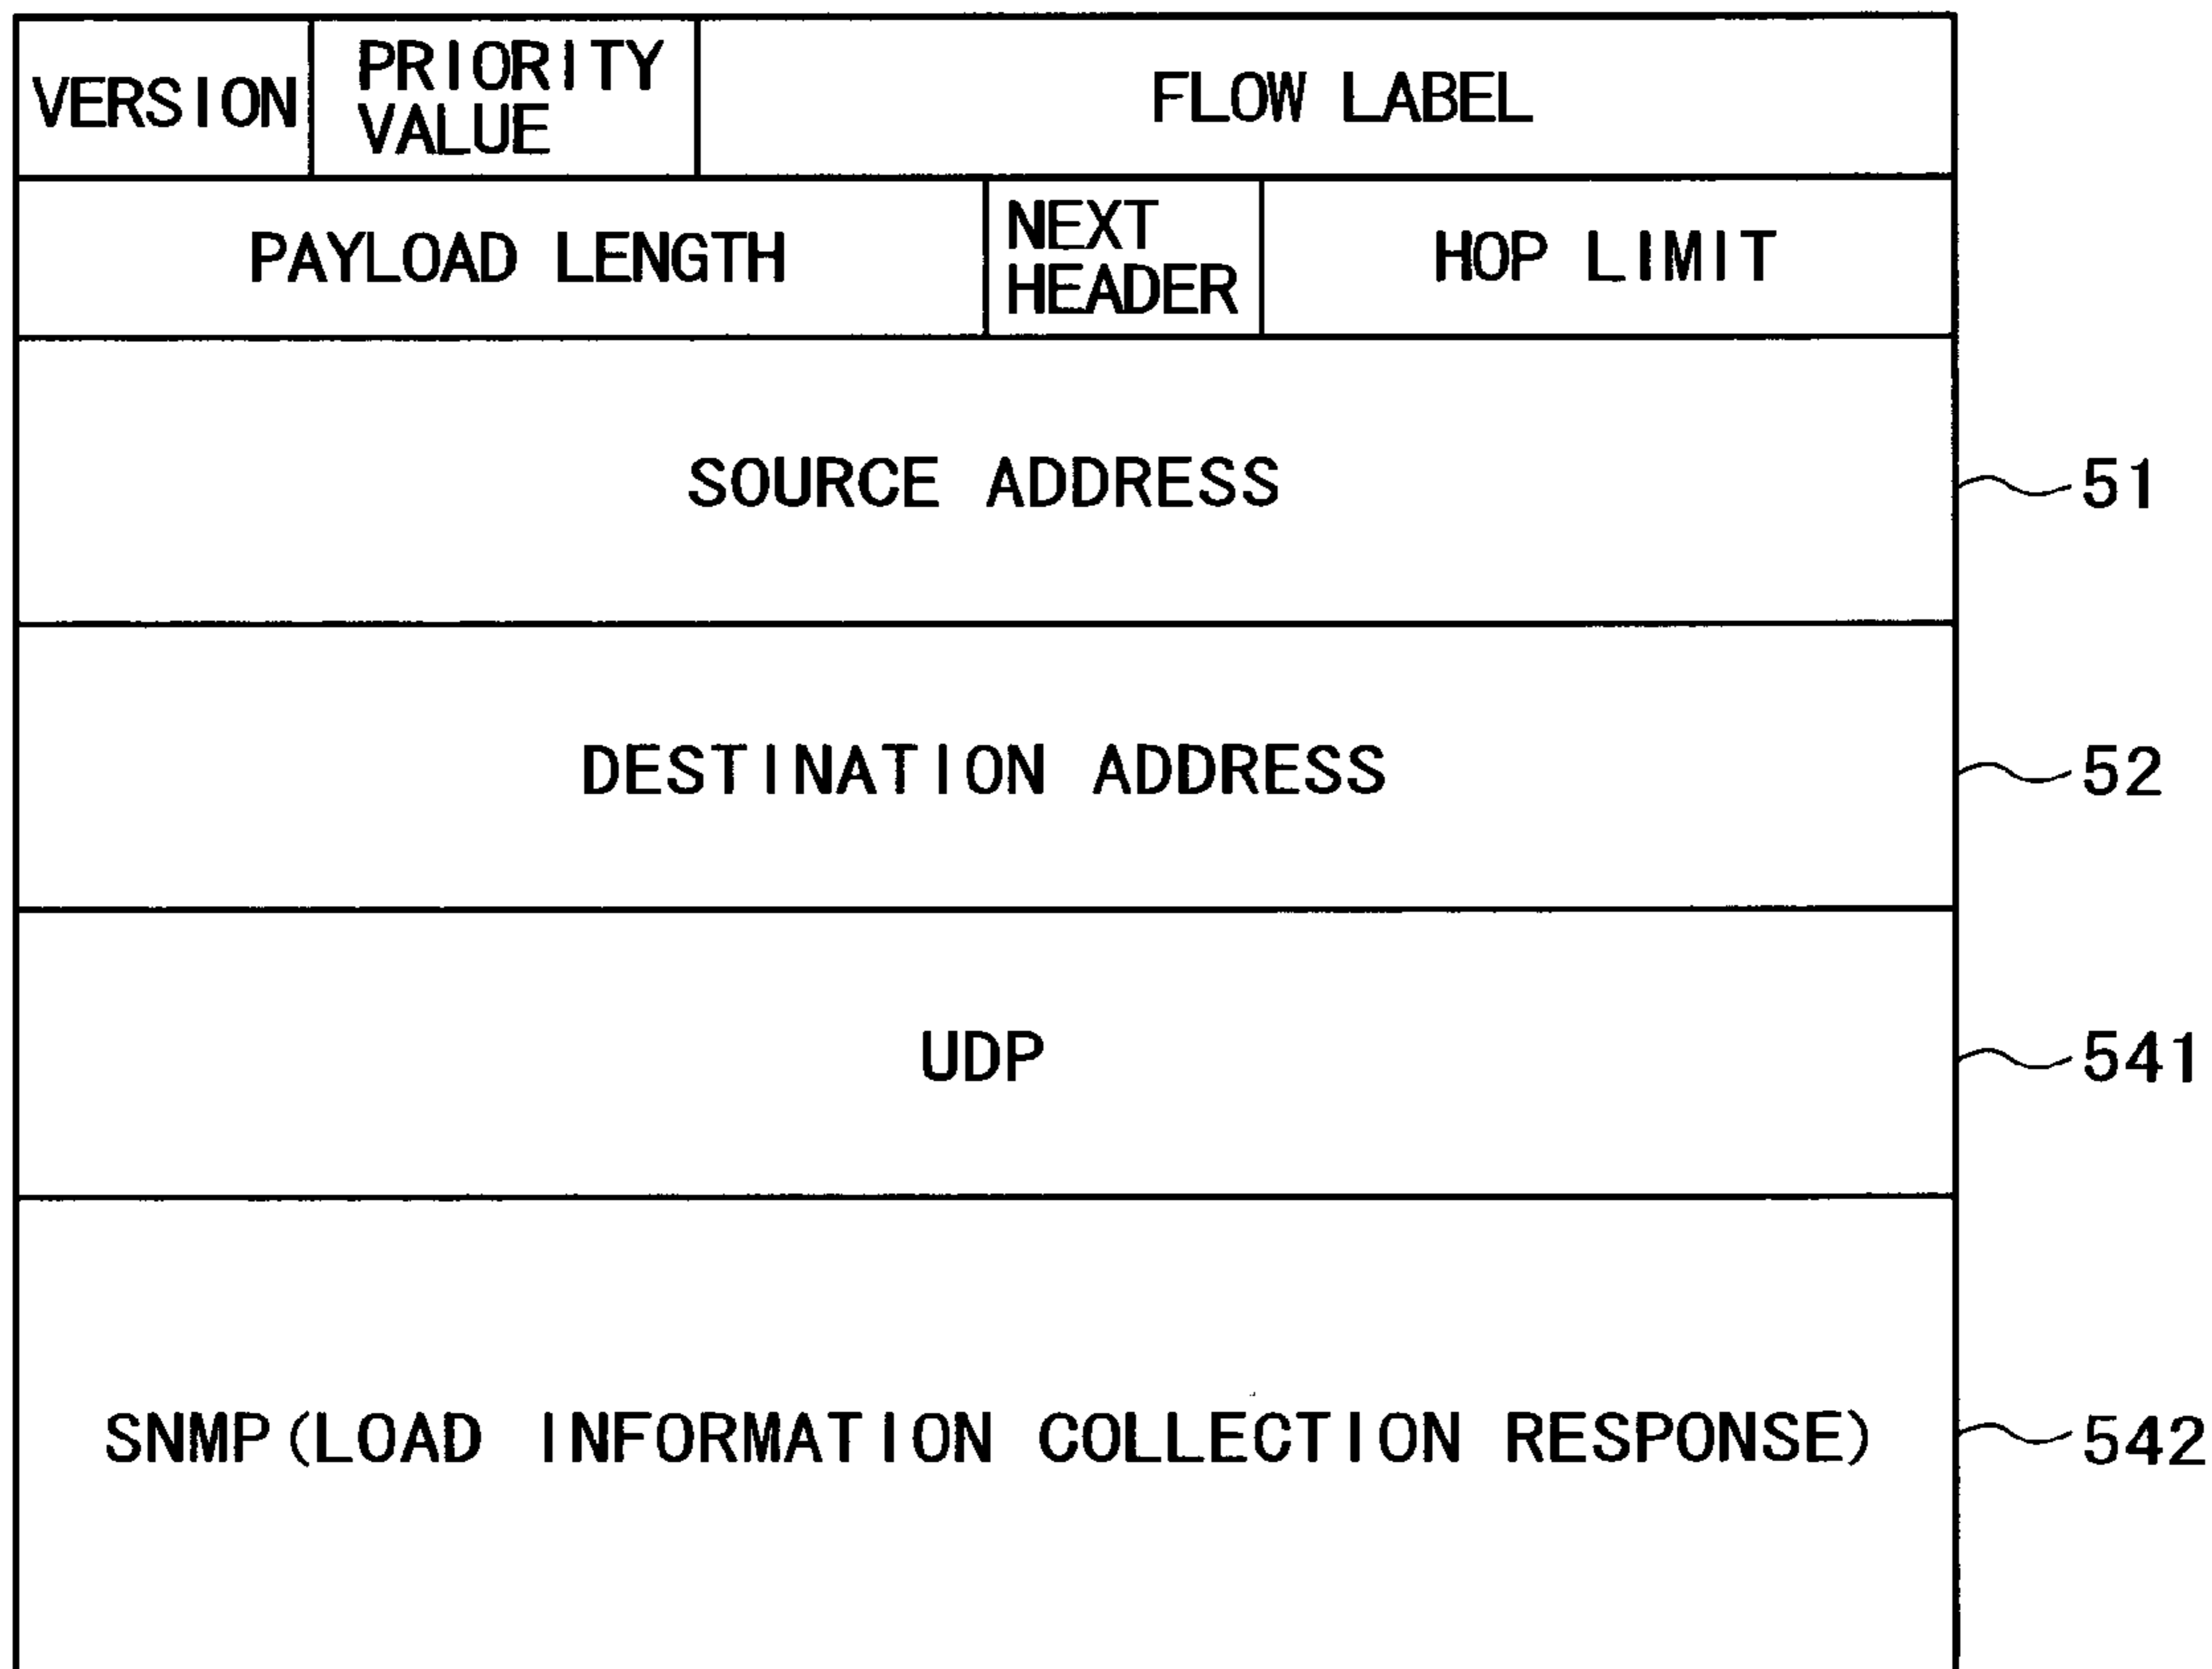 VERSION
PRIORITY
VALUE
FLOW LABEL
PAYLOAD LENGTH
NEXT
HEADER
HOP LIMIT
SOURCE ADDRESS
51
DESTINATION ADDRESS
52
UDP
541
SNMP(LOAD INFORMATION COLLECTION RESPONSE)
542